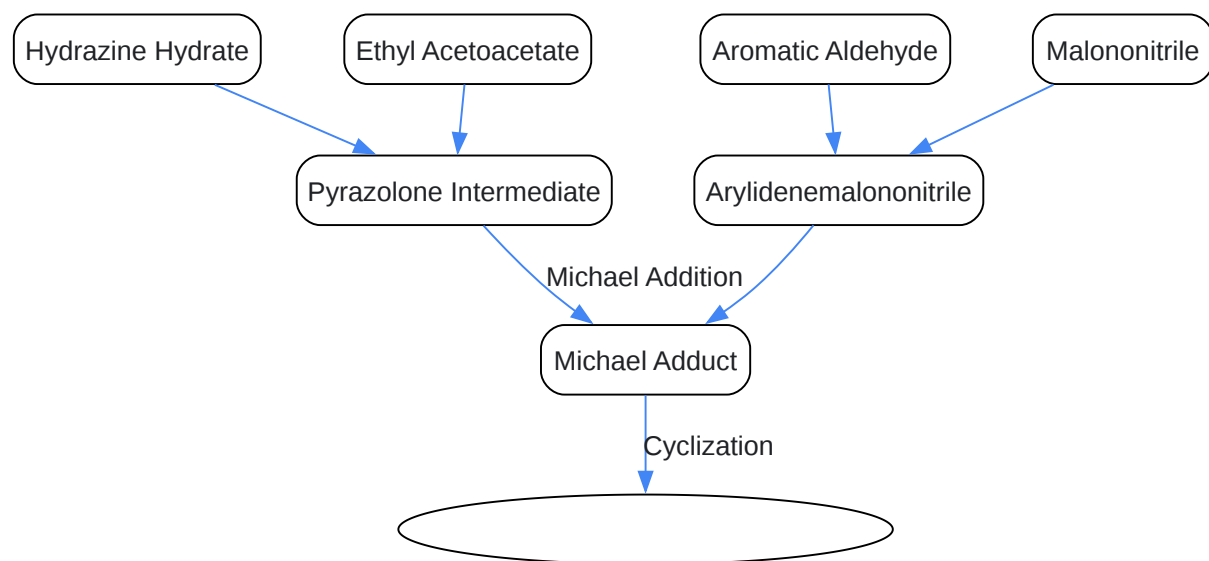 Hydrazine Hydrate
Ethyl Acetoacetate
Aromatic Aldehyde
Malononitrile
Pyrazolone Intermediate
Arylidenemalononitrile
Michael Addition
Michael Adduct
Cyclization